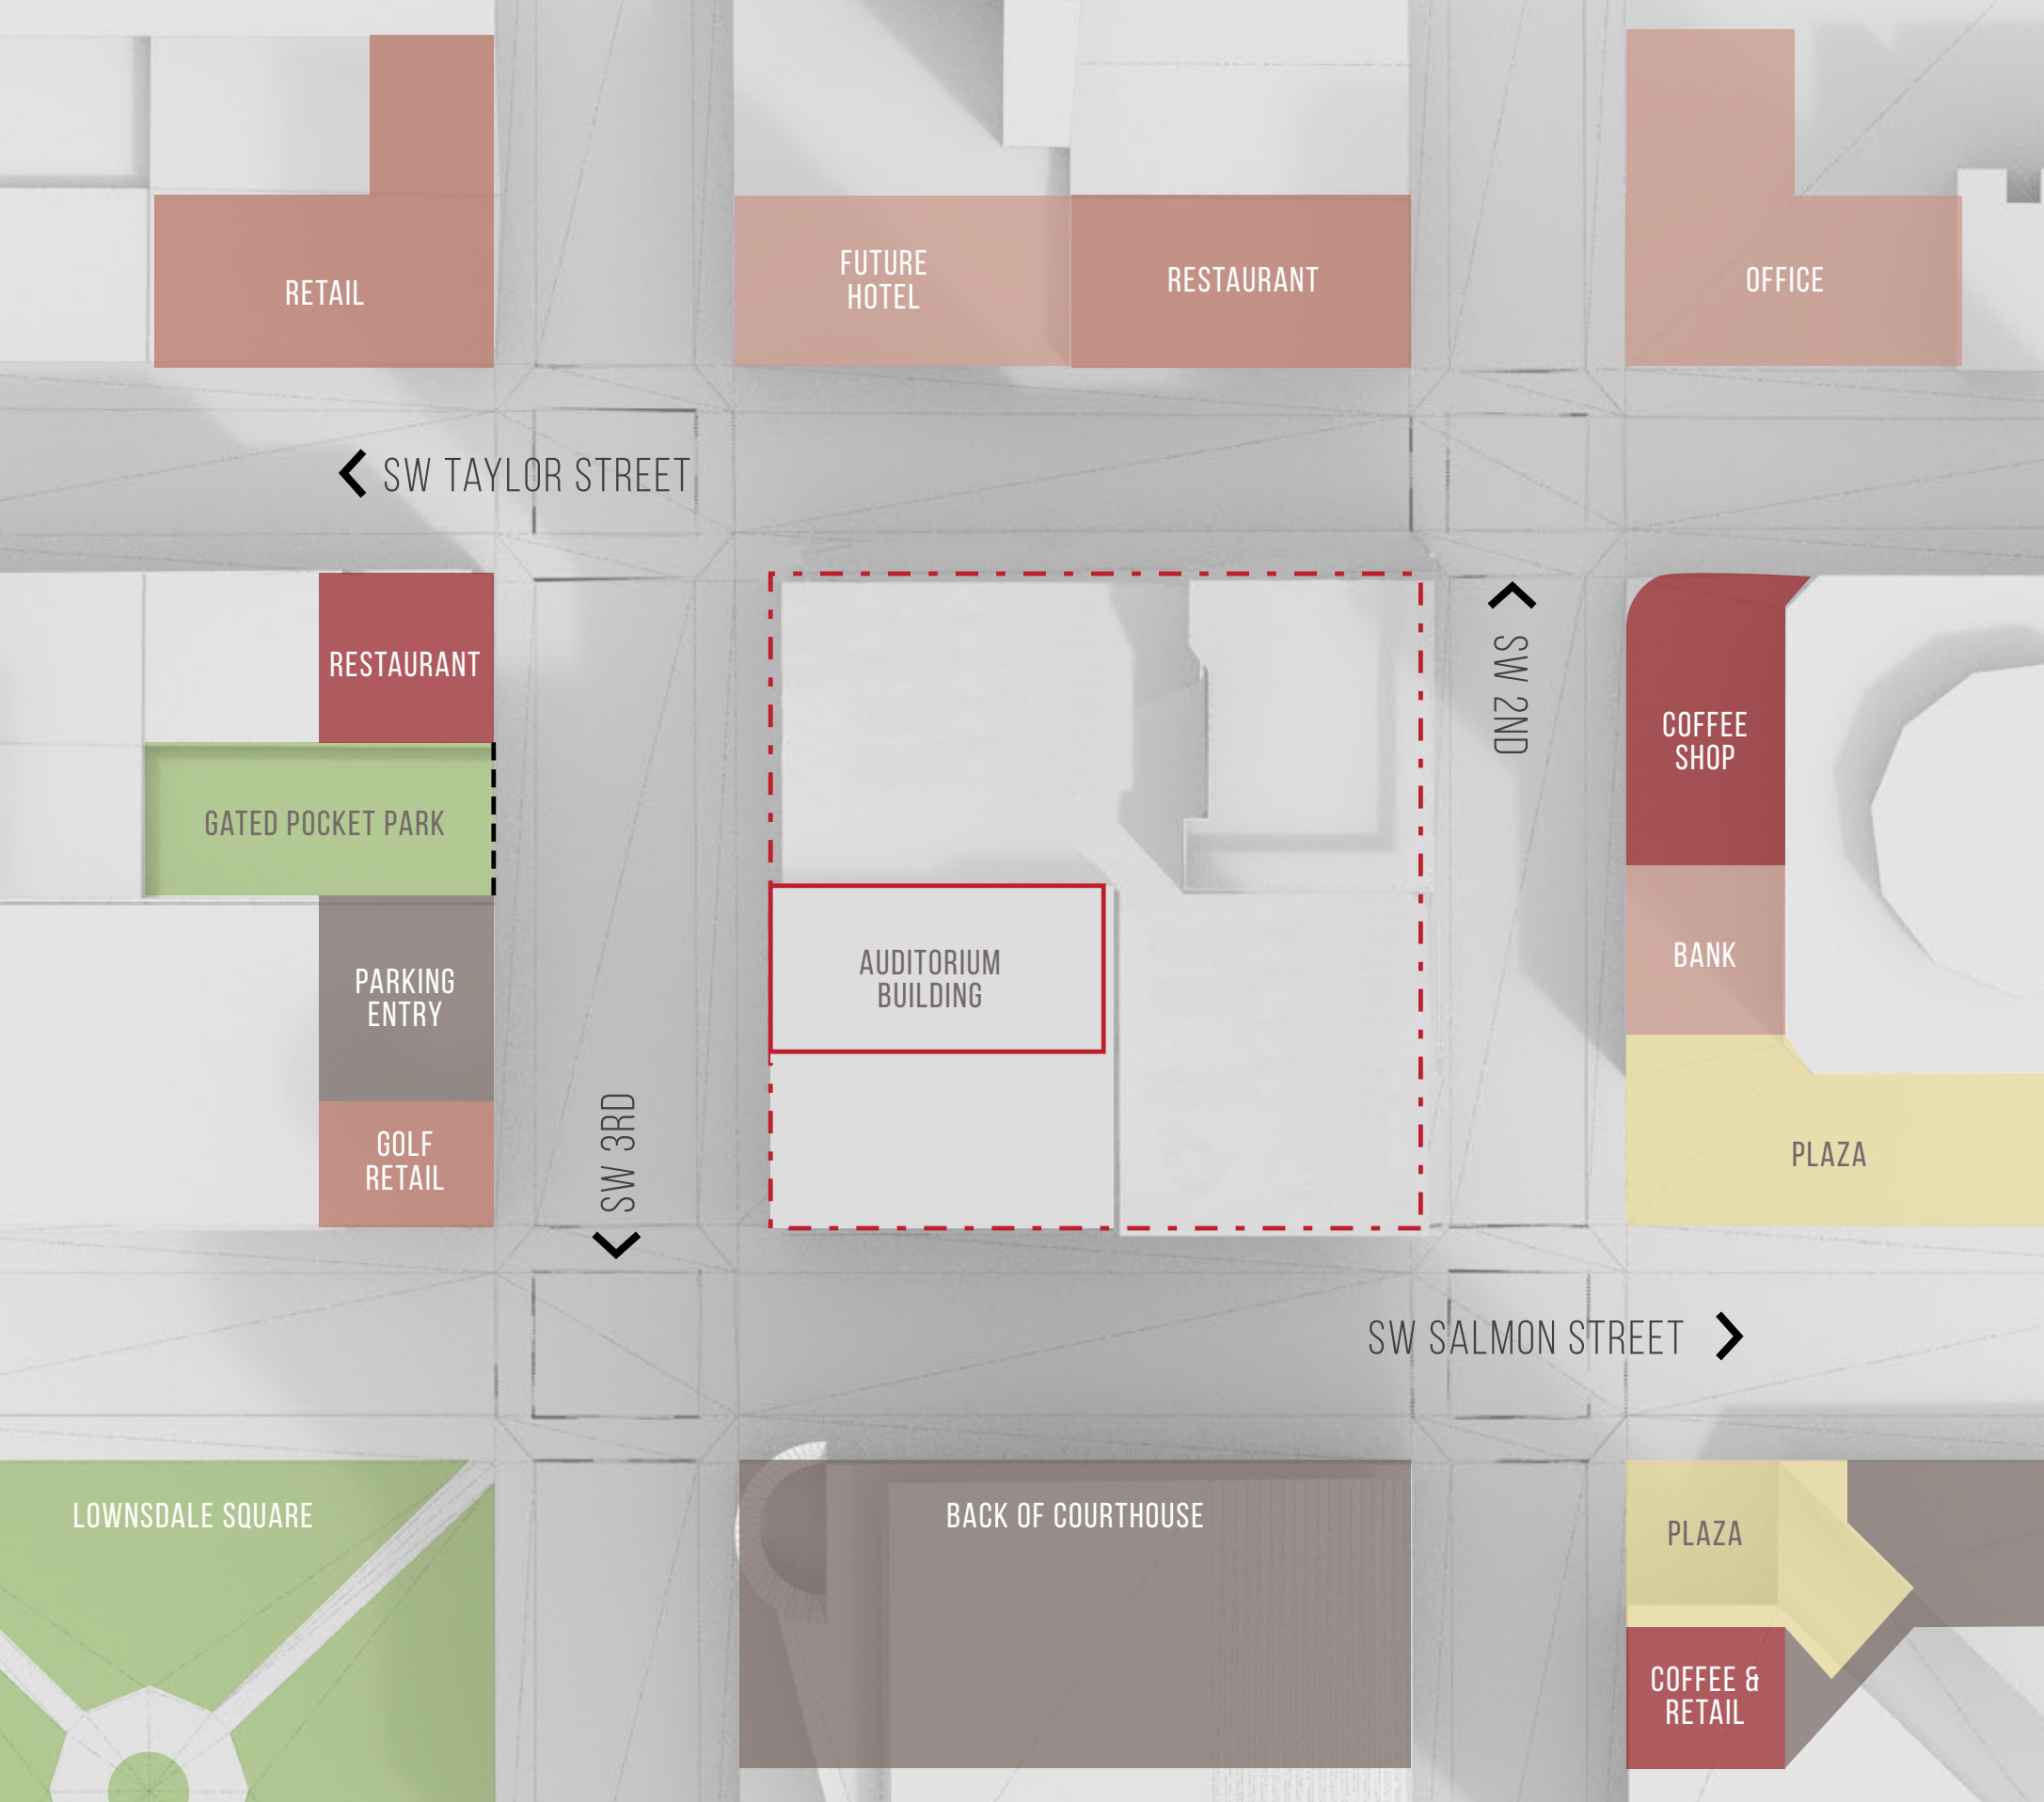 RETAIL
FUTURE
HOTEL
RESTAURANT
OFFICE
SW TAYLOR STREET
RESTAURANT
SW 2ND
COFFEE
SHOP
GATED POCKET PARK
AUDITORIUM
BUILDING
BANK
PARKING
ENTRY
SW 3RD
GOLF
RETAIL
PLAZA
SW SALMON STREET
LOWNSDALE SQUARE
BACK OF COURTHOUSE
PLAZA
COFFEE &
RETAIL